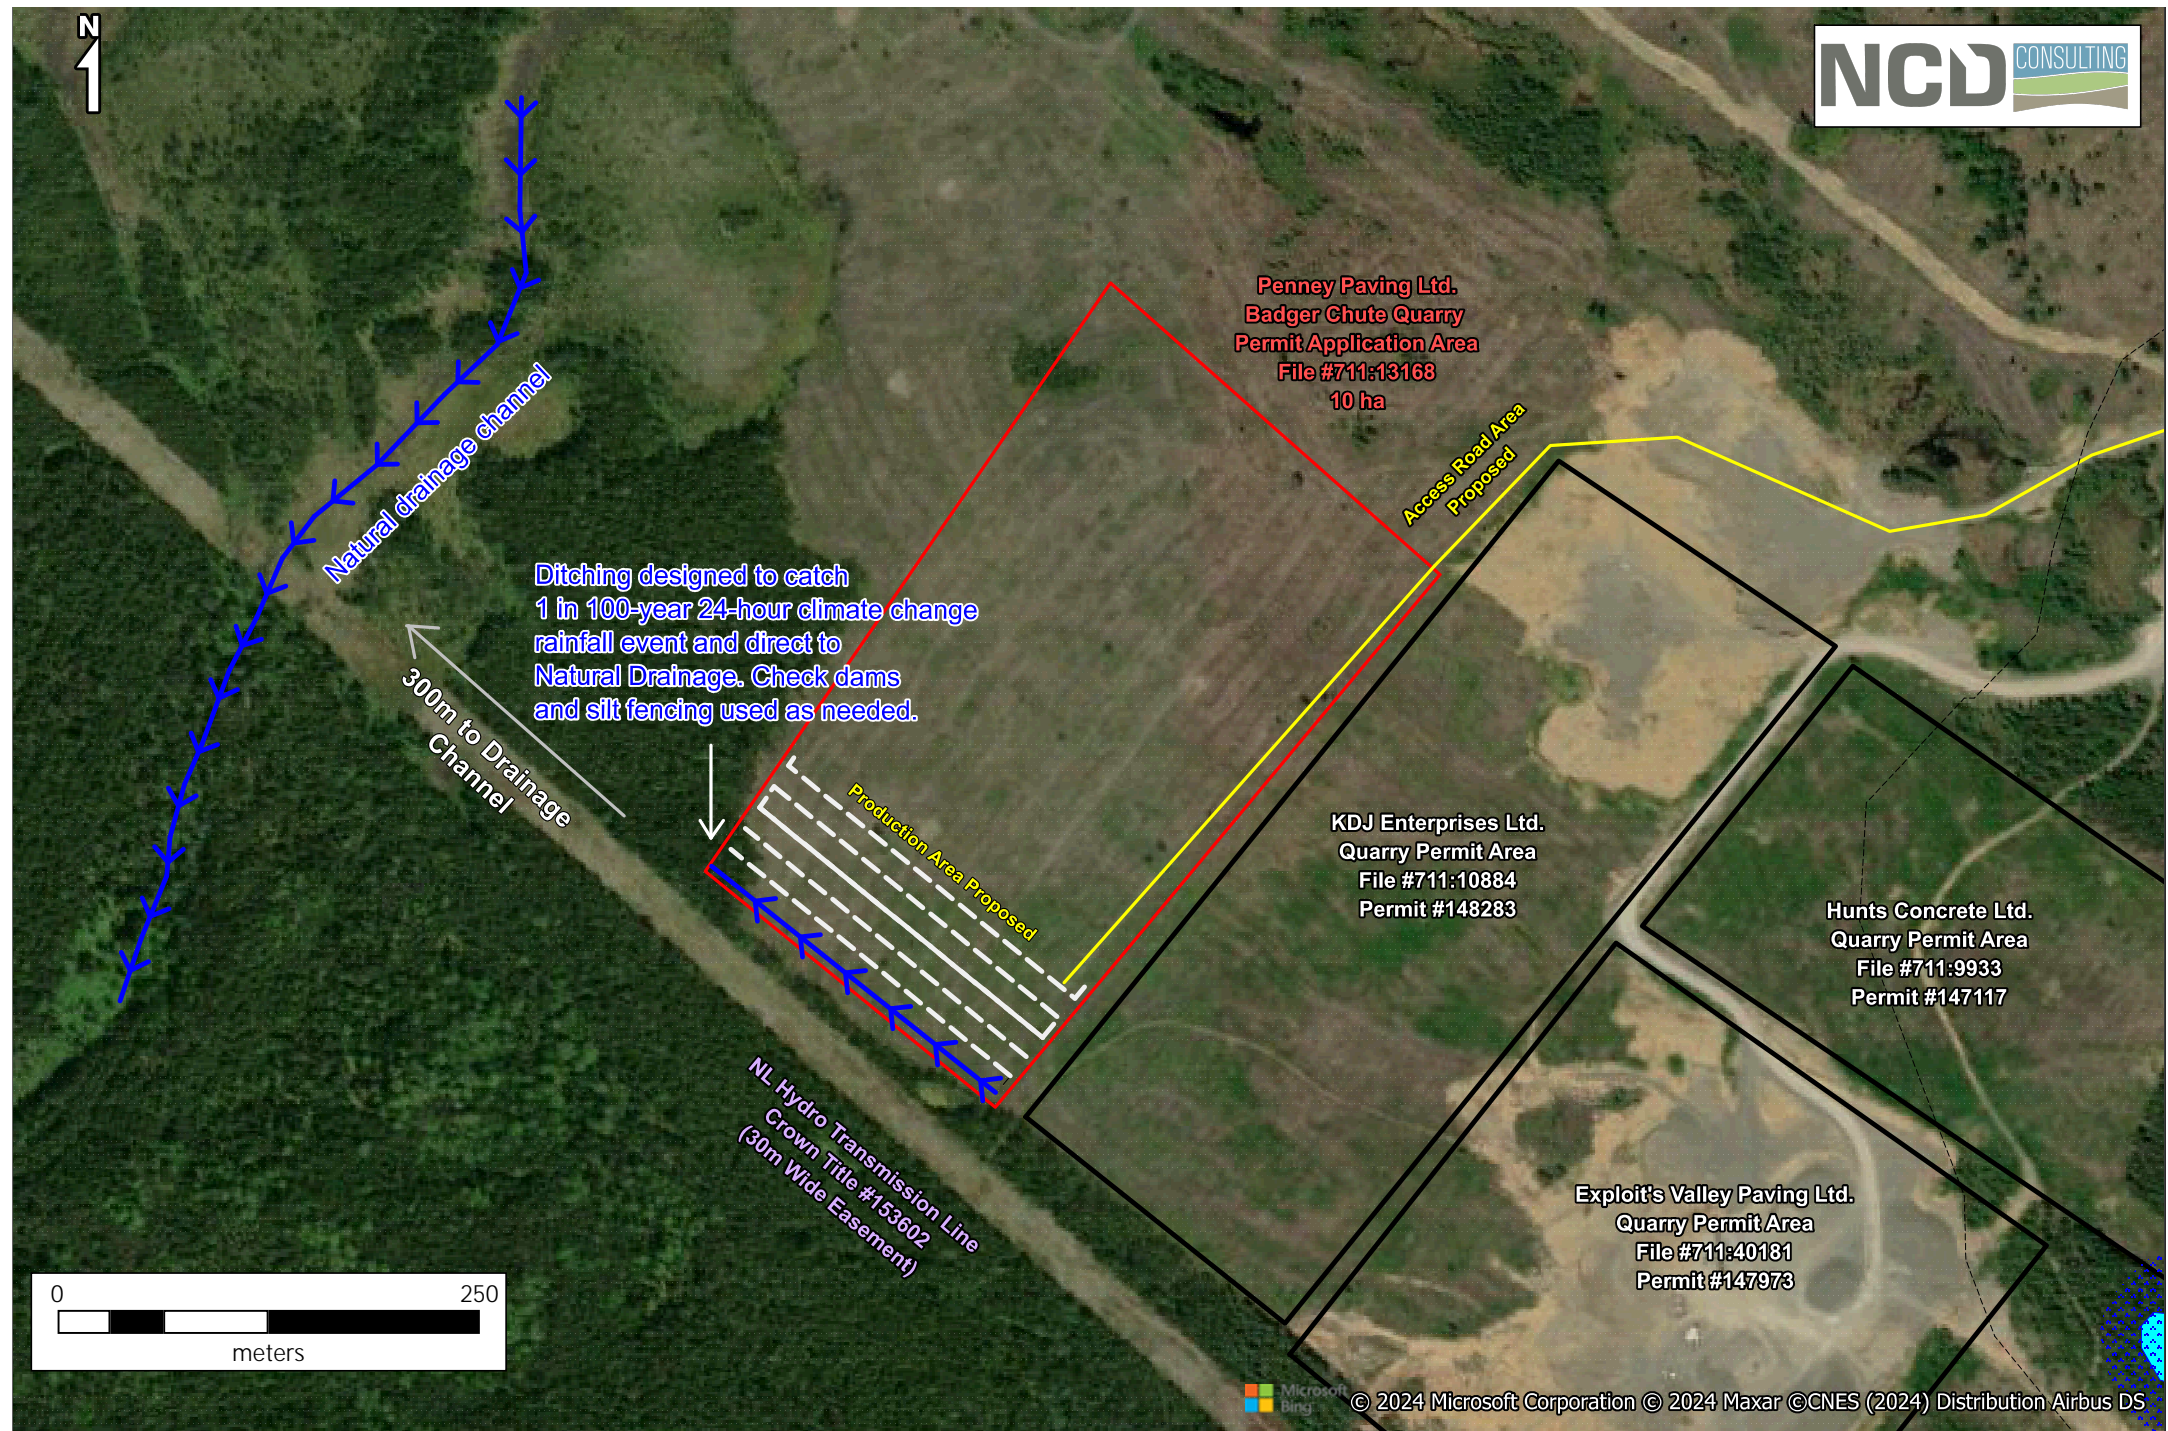 N
NCD CONSULTING
Penney Paving Ltd.
Badger Chute Quarry
Permit Application Area
File #711:13168
10 ha
Access Road Area
Proposed
Natural drainage channel
Ditching designed to catch
1 in 100-year 24-hour climate change
rainfall event and direct to
Natural Drainage. Check dams
and silt fencing used as needed.
300m to Drainage
Channel
Production Area Proposed
KDJ Enterprises Ltd.
Quarry Permit Area
File #711:10884
Permit #148283
Hunts Concrete Ltd.
Quarry Permit Area
File #711:9933
Permit #147117
NL Hydro Transmission Line
Crown Title #153602
(30m Wide Easement)
Exploit's Valley Paving Ltd.
Quarry Permit Area
File #711:40181
Permit #147973
0 250
meters
Microsoft
Bing
© 2024 Microsoft Corporation © 2024 Maxar ©CNES (2024) Distribution Airbus DS